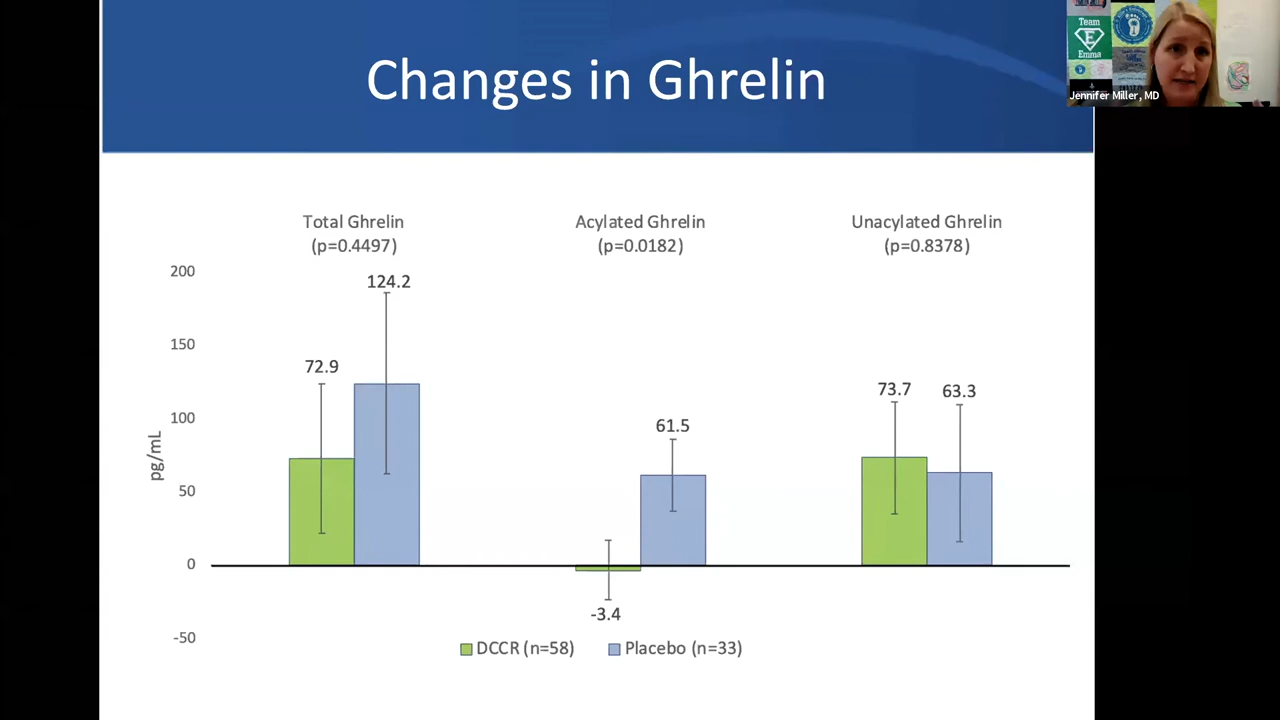 Changes in Ghrelin
Team
E
Emma
Jennifer Miller, MD
Total Ghrelin
(p=0.4497)
Acylated Ghrelin
(p=0.0182)
Unacylated Ghrelin
(p=0.8378)
200
150
100
50
0
-50
pg/mL
72.9
124.2
-3.4
61.5
73.7
63.3
DCCR (n=58)
Placebo (n=33)